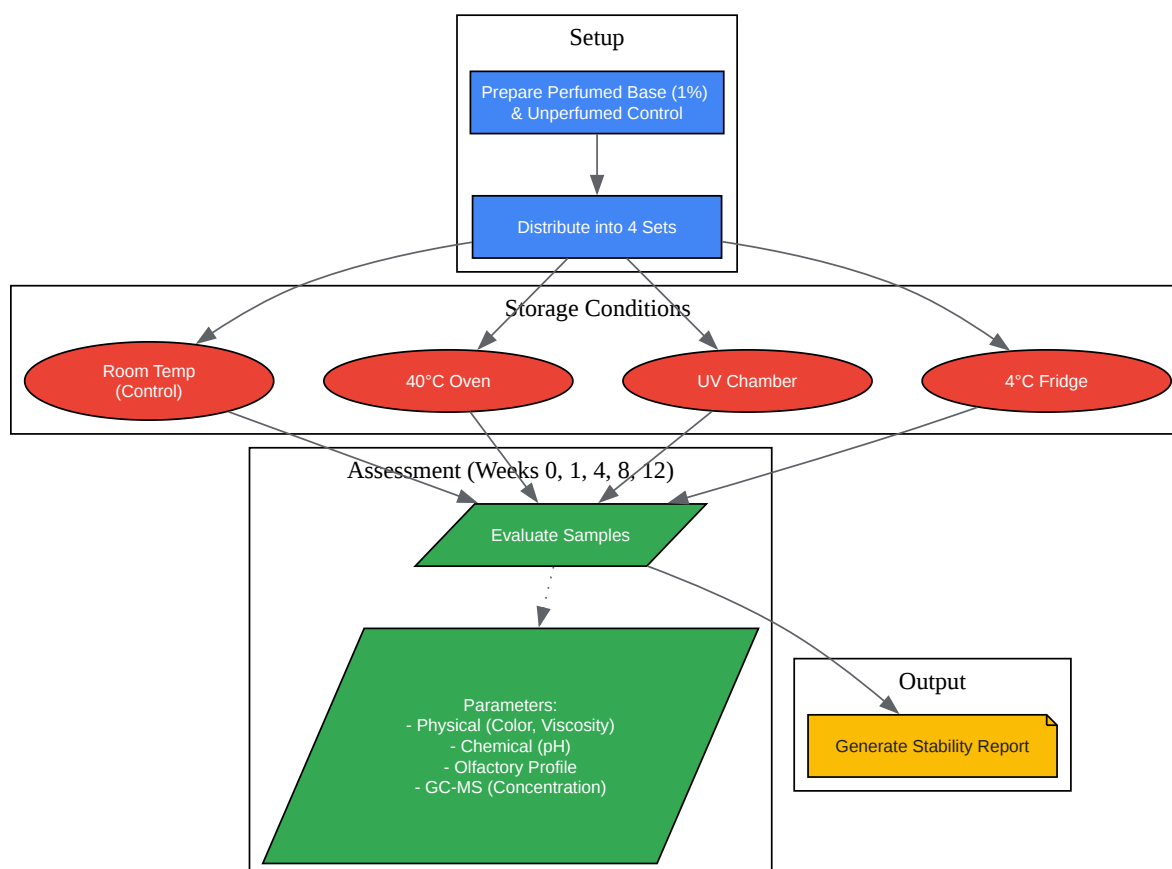 Setup
Prepare Perfumed Base (1%)
& Unperfumed Control
Distribute into 4 Sets
Storage Conditions
Room Temp
(Control)
40°C Oven
UV Chamber
4°C Fridge
Assessment (Weeks 0, 1, 4, 8, 12)
Evaluate Samples
Parameters:
- Physical (Color, Viscosity)
- Chemical (pH)
- Olfactory Profile
- GC-MS (Concentration)
Output
Generate Stability Report